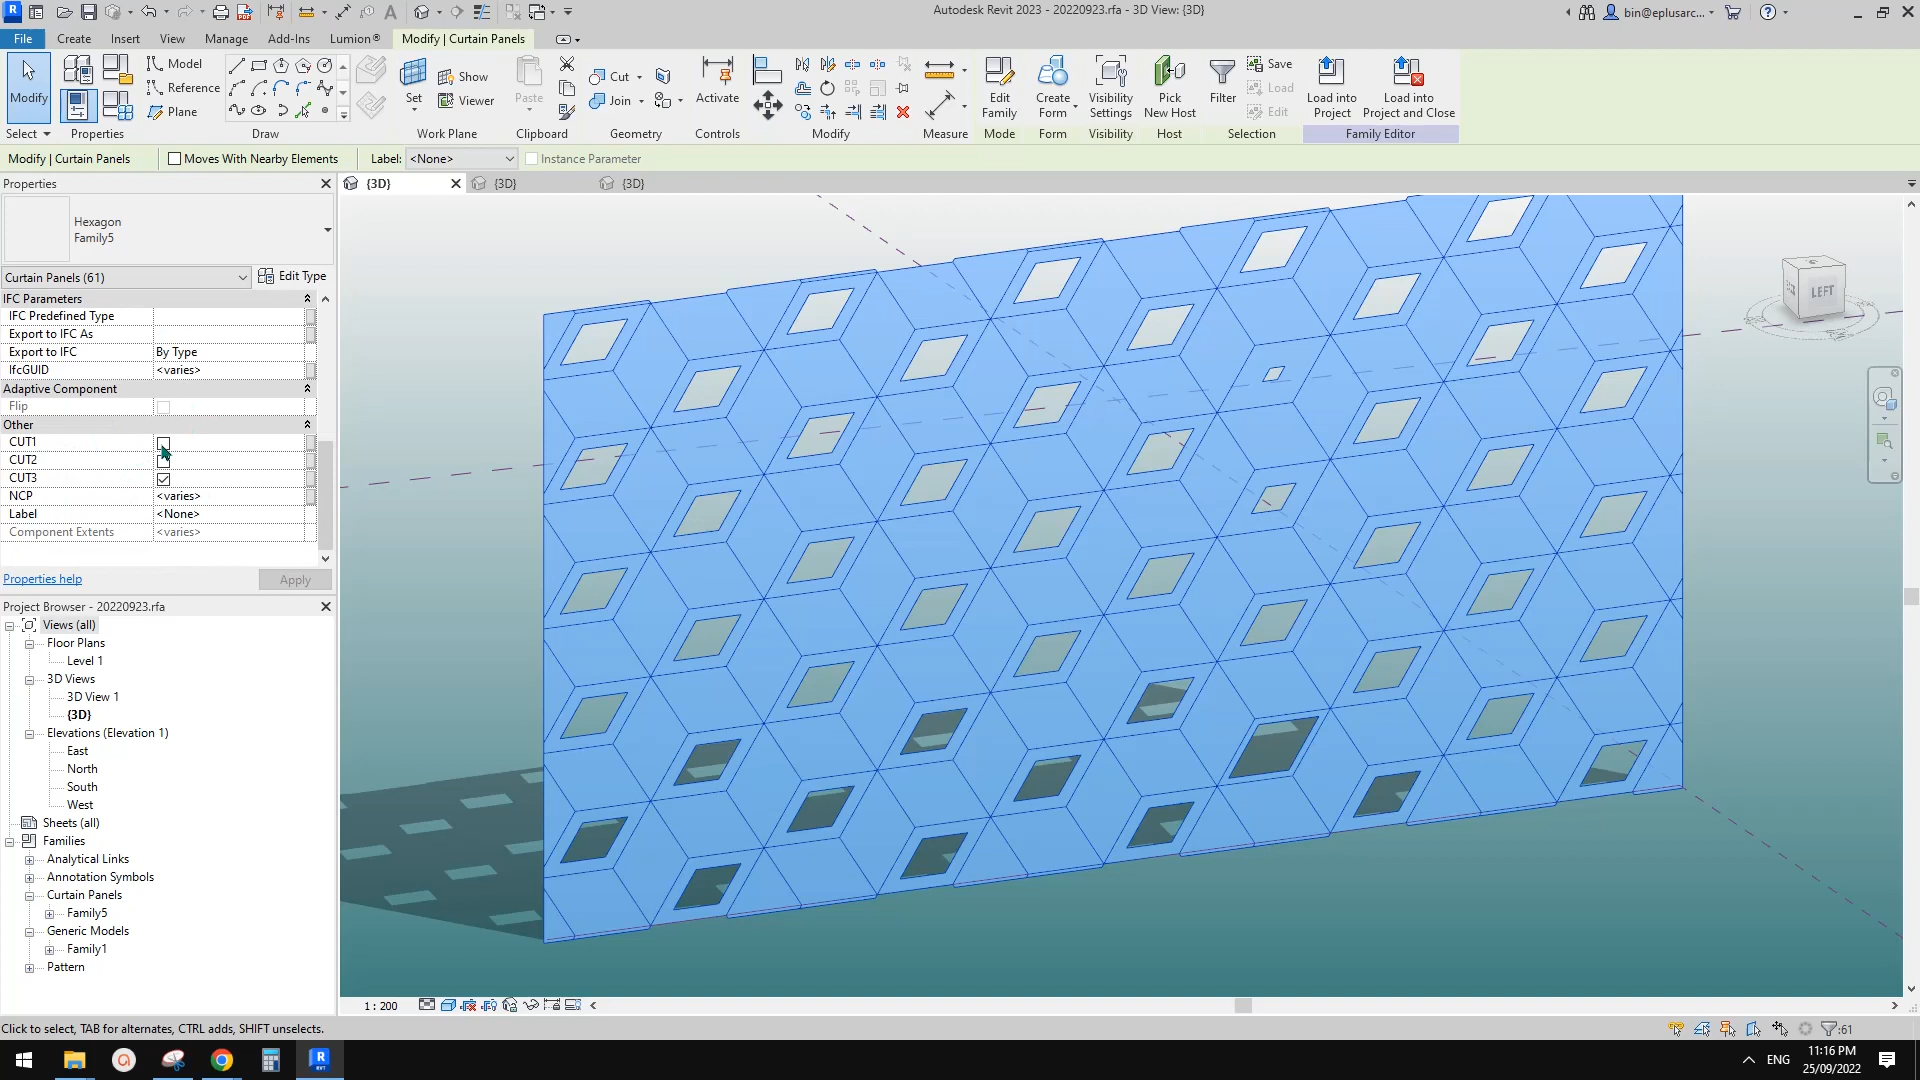 Autodesk Revit 2023 - 20220923.rfa - 3D View: {3D}
bin@eplusarc...
File Create Insert View Manage Add-Ins Lumion® Modify | Curtain Panels
Model Show Cut
Reference Viewer Join
Plane
Modify Set Paste Activate Edit Family Create Form Visibility Settings Pick New Host Filter Save Load Edit Load into Project Load into Project and Close
Select Properties Draw Work Plane Clipboard Geometry Controls Modify Measure Mode Form Visibility Host Selection Family Editor
Modify | Curtain Panels Moves With Nearby Elements Label: <None> Instance Parameter
Properties
{3D} {3D} {3D}
Hexagon
Family5
Curtain Panels (61) Edit Type
IFC Parameters
IFC Predefined Type
Export to IFC As
Export to IFC By Type
IfcGUID <varies>
Adaptive Component
Flip
Other
CUT1
CUT2
CUT3
NCP <varies>
Label <None>
Component Extents <varies>
Properties help Apply
Project Browser - 20220923.rfa
Views (all)
Floor Plans
Level 1
3D Views
3D View 1
{3D}
Elevations (Elevation 1)
East
North
South
West
Sheets (all)
Families
Analytical Links
Annotation Symbols
Curtain Panels
Family5
Generic Models
Family1
Pattern
LEFT
1 : 200
Click to select, TAB for alternates, CTRL adds, SHIFT unselects.
:61
ENG
11:16 PM
25/09/2022